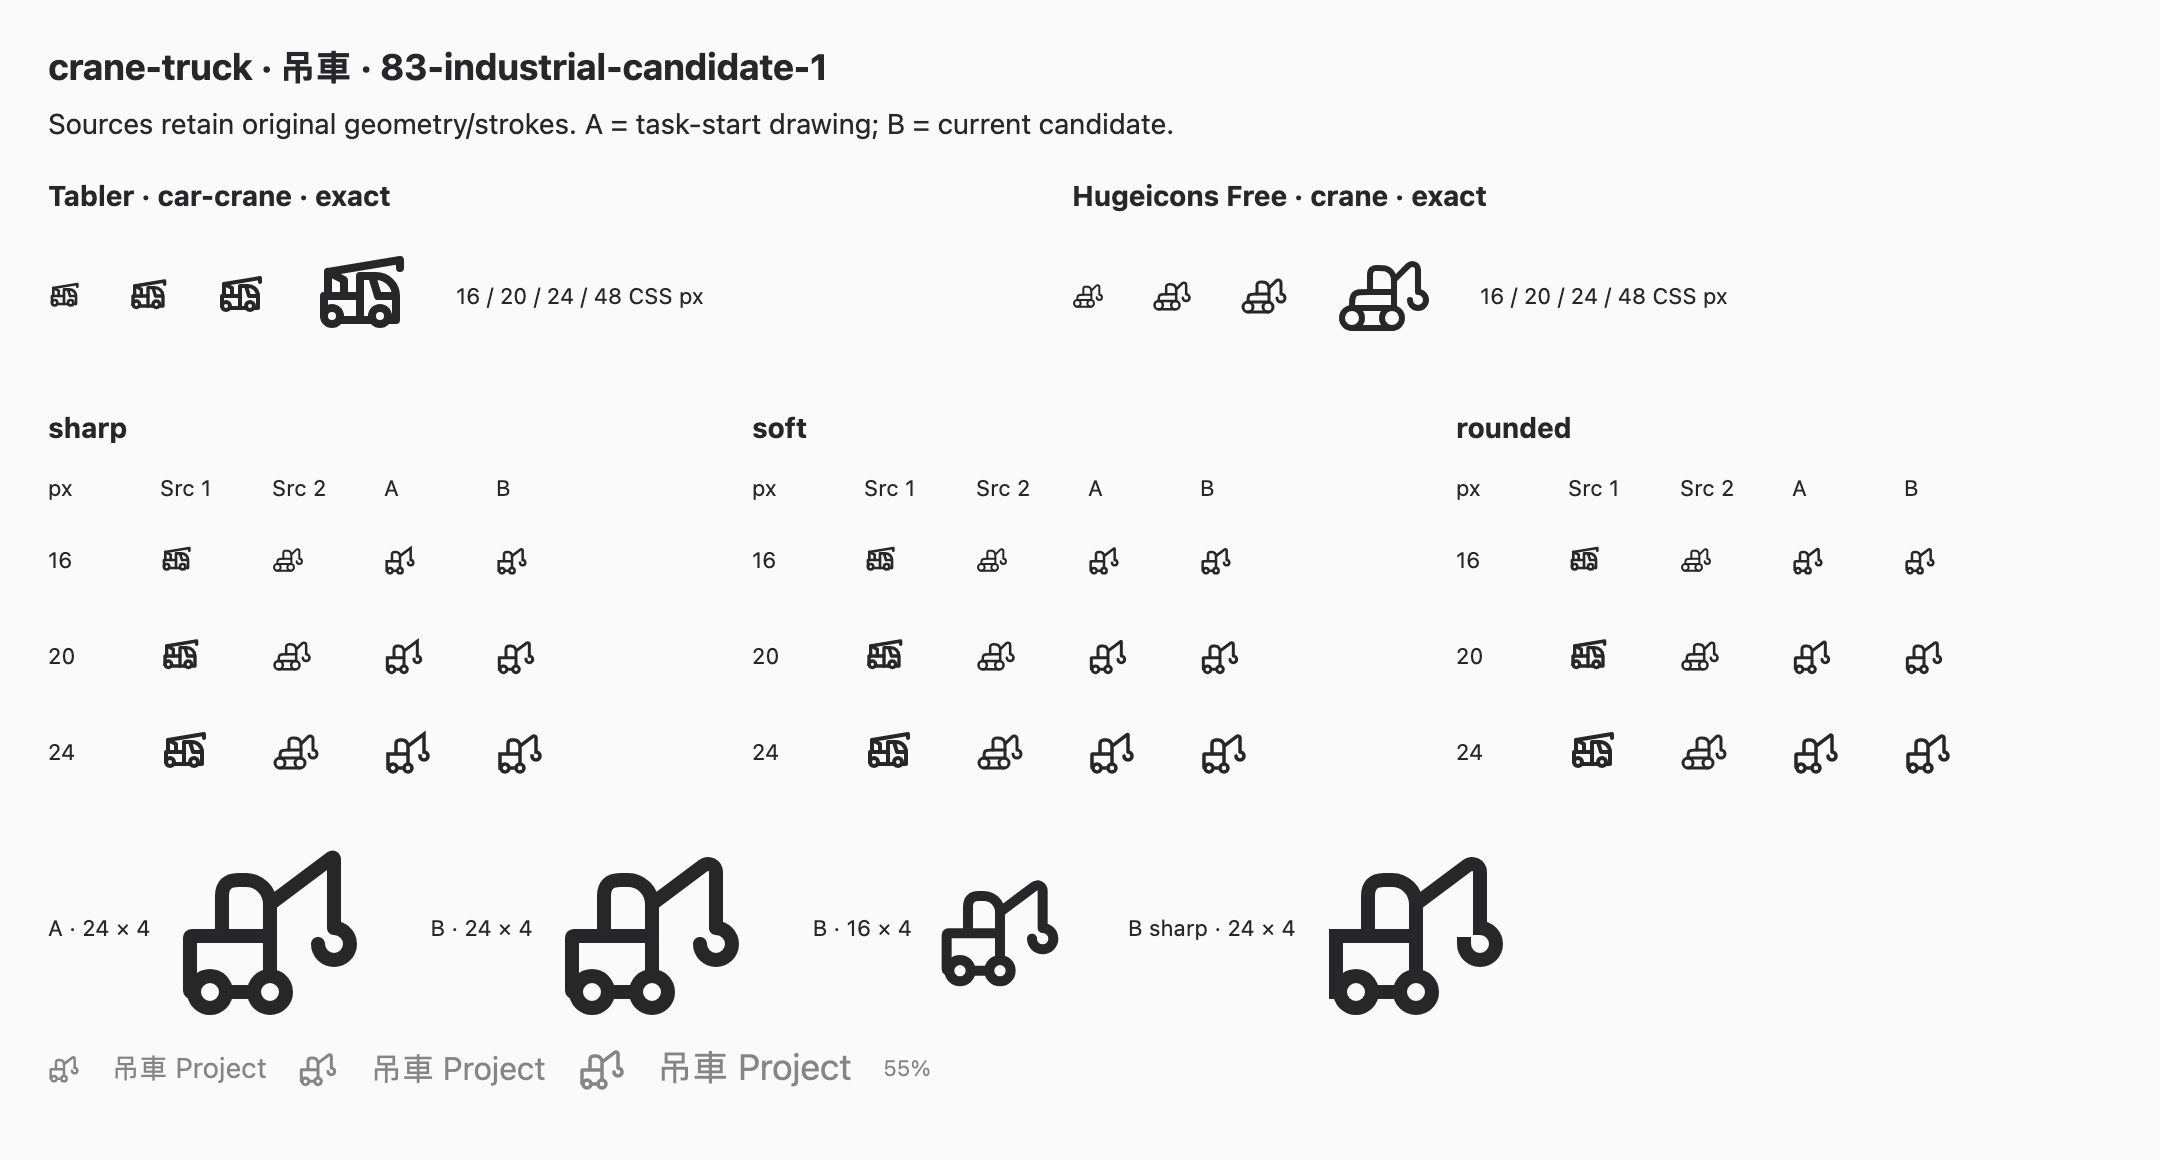 crane-truck · 吊車 · 83-industrial-candidate-1
Sources retain original geometry/strokes. A = task-start drawing; B = current candidate.
Tabler · car-crane · exact
16 / 20 / 24 / 48 CSS px
Hugeicons Free · crane · exact
16 / 20 / 24 / 48 CSS px
sharp
px Src 1 Src 2 A B
16
20
24
soft
px Src 1 Src 2 A B
16
20
24
rounded
px Src 1 Src 2 A B
16
20
24
A · 24 × 4
B · 24 × 4
B · 16 × 4
B sharp · 24 × 4
吊車 Project 吊車 Project 吊車 Project 55%